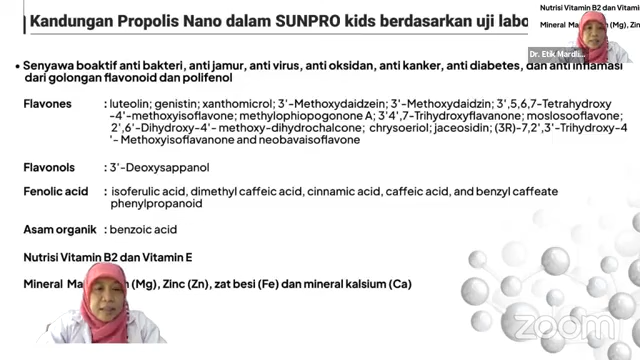 Kandungan Propolis Nano dalam SUNPRO kids berdasarkan uji labo
Nutrisi Vitamin B2 dan Vitam
Mineral Ma (Mg), Zin
Dr. Etik Mardli...
• Senyawa boaktif anti bakteri, anti jamur, anti virus, anti oksidan, anti kanker, anti diabetes, dan anti inflamasi
dari golongan flavonoid dan polifenol
Flavones : luteolin; genistin; xanthomicrol; 3'-Methoxydaidzein; 3'-Methoxydaidzin; 3',5,6,7-Tetrahydroxy
-4'-methoxyisoflavone; methylophiopogonone A; 3'4',7-Trihydroxyflavanone; moslosooflavone;
2',6'-Dihydroxy-4'- methoxy-dihydrochalcone; chrysoeriol; jaceosidin; (3R)-7,2',3'-Trihydroxy-4
'- Methoxyisoflavanone and neobavaisoflavone
Flavonols : 3'-Deoxysappanol
Fenolic acid : isoferulic acid, dimethyl caffeic acid, cinnamic acid, caffeic acid, and benzyl caffeate
phenylpropanoid
Asam organik : benzoic acid
Nutrisi Vitamin B2 dan Vitamin E
Mineral Ma (Mg), Zinc (Zn), zat besi (Fe) dan mineral kalsium (Ca)
zoom